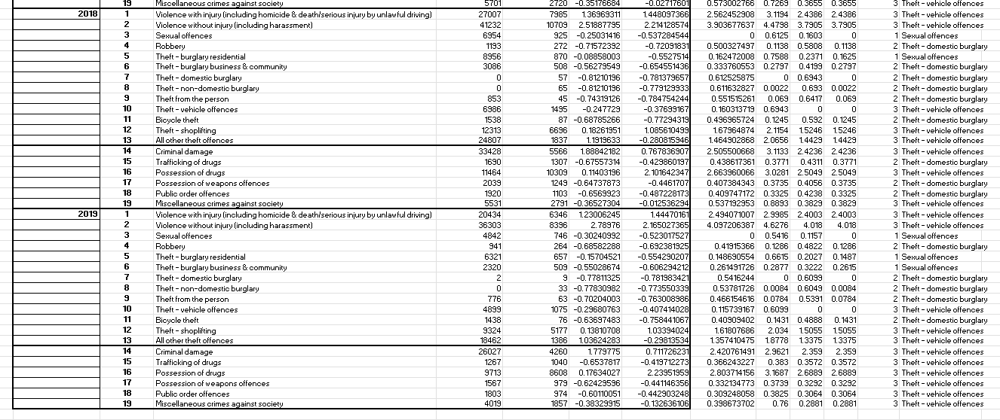 19 Miscellaneous crimes against society 5701 2720 -0.35176684 -0.02717601 0.573002766 0.7269 0.3655 0.3655 3 Theft - vehicle offences
2018 1 Violence with injury (including homicide & death/serious injury by unlawful driving) 27007 7985 1.36969311 1.448097366 2.562452908 3.1194 2.4386 2.4386 3 Theft - vehicle offences
2 Violence without injury (including harassment) 41232 10709 2.51887795 2.214128574 3.903677637 4.4798 3.7905 3.7905 3 Theft - vehicle offences
3 Sexual offences 6954 925 -0.25031416 -0.537284544 0 0.6125 0.1603 0 1 Sexual offences
4 Robbery 1193 272 -0.71572392 -0.72091831 0.500327497 0.1138 0.5808 0.1138 2 Theft - domestic burglary
5 Theft - burglary residential 8956 870 -0.08858003 -0.5527514 0.162472008 0.7588 0.2371 0.1625 1 Sexual offences
6 Theft - burglary business & community 3086 508 -0.56279549 -0.654551436 0.333760553 0.2797 0.4199 0.2797 2 Theft - domestic burglary
7 Theft - domestic burglary 0 57 -0.81210196 -0.781379657 0.612525875 0 0.6943 0 2 Theft - domestic burglary
8 Theft - non-domestic burglary 0 65 -0.81210196 -0.779129933 0.611632827 0.0022 0.693 0.0022 2 Theft - domestic burglary
9 Theft from the person 853 45 -0.74319126 -0.784754244 0.551515261 0.069 0.6417 0.069 2 Theft - domestic burglary
10 Theft - vehicle offences 6986 1495 -0.247729 -0.37699167 0.160313719 0.6943 0 0 3 Theft - vehicle offences
11 Bicycle theft 1538 87 -0.68785266 -0.77294319 0.496965724 0.1245 0.592 0.1245 2 Theft - domestic burglary
12 Theft - shoplifting 12313 6696 0.18261951 1.085610499 1.67964874 2.1154 1.5246 1.5246 3 Theft - vehicle offences
13 All other theft offences 24807 1837 1.1919633 -0.280815946 1.464902868 2.0656 1.4429 1.4429 3 Theft - vehicle offences
14 Criminal damage 33428 5566 1.88842182 0.767836907 2.505500668 3.1133 2.4236 2.4236 3 Theft - vehicle offences
15 Trafficking of drugs 1690 1307 -0.67557314 -0.429860197 0.438617361 0.3771 0.4311 0.3771 2 Theft - domestic burglary
16 Possession of drugs 11464 10309 0.11403196 2.101642347 2.663960066 3.0281 2.5049 2.5049 3 Theft - vehicle offences
17 Possession of weapons offences 2039 1249 -0.64737873 -0.4461707 0.407384343 0.3735 0.4056 0.3735 2 Theft - domestic burglary
18 Public order offences 1920 1103 -0.6569923 -0.487228173 0.409747172 0.3325 0.4238 0.3325 2 Theft - domestic burglary
19 Miscellaneous crimes against society 5531 2791 -0.36527304 -0.012536294 0.537192953 0.8893 0.3829 0.3829 3 Theft - vehicle offences
2019 1 Violence with injury (including homicide & death/serious injury by unlawful driving) 20434 6346 1.23006245 1.44470161 2.494071007 2.9985 2.4003 2.4003 3 Theft - vehicle offences
2 Violence without injury (including harassment) 36303 8396 2.78976 2.165027365 4.097206387 4.6276 4.018 4.018 3 Theft - vehicle offences
3 Sexual offences 4842 746 -0.30240992 -0.523017527 0 0.5416 0.1157 0 1 Sexual offences
4 Robbery 941 264 -0.68582288 -0.692381925 0.41915366 0.1286 0.4822 0.1286 2 Theft - domestic burglary
5 Theft - burglary residential 6321 657 -0.15704521 -0.554290207 0.148690554 0.6615 0.2027 0.1487 1 Sexual offences
6 Theft - burglary business & community 2320 509 -0.55028674 -0.606294212 0.261491726 0.2877 0.3222 0.2615 1 Sexual offences
7 Theft - domestic burglary 2 9 -0.77811325 -0.781983421 0.5416244 0 0.6099 0 2 Theft - domestic burglary
8 Theft - non-domestic burglary 0 33 -0.77830982 -0.773550339 0.53781726 0.0084 0.6049 0.0084 2 Theft - domestic burglary
9 Theft from the person 776 63 -0.70204003 -0.763008986 0.466154616 0.0784 0.5391 0.0784 2 Theft - domestic burglary
10 Theft - vehicle offences 4899 1075 -0.29680763 -0.407414028 0.115739167 0.6099 0 0 3 Theft - vehicle offences
11 Bicycle theft 1438 76 -0.63697483 -0.758441067 0.40909402 0.1431 0.4888 0.1431 2 Theft - domestic burglary
12 Theft - shoplifting 9324 5177 0.13810708 1.03394024 1.61807686 2.034 1.5055 1.5055 3 Theft - vehicle offences
13 All other theft offences 18462 1386 1.03624283 -0.29813534 1.357410475 1.8778 1.3375 1.3375 3 Theft - vehicle offences
14 Criminal damage 26027 4260 1.779775 0.711726231 2.420761491 2.9621 2.359 2.359 3 Theft - vehicle offences
15 Trafficking of drugs 1267 1040 -0.6537817 -0.419712273 0.366243227 0.383 0.3572 0.3572 3 Theft - vehicle offences
16 Possession of drugs 9713 8608 0.17634027 2.23951959 2.803714156 3.1687 2.6889 2.6889 3 Theft - vehicle offences
17 Possession of weapons offences 1567 979 -0.62429596 -0.441146356 0.332134773 0.3739 0.3292 0.3292 3 Theft - vehicle offences
18 Public order offences 1803 974 -0.60110051 -0.442903248 0.309248058 0.3825 0.3064 0.3064 3 Theft - vehicle offences
19 Miscellaneous crimes against society 4019 1857 -0.38329915 -0.132636106 0.398673702 0.76 0.2881 0.2881 3 Theft - vehicle offences